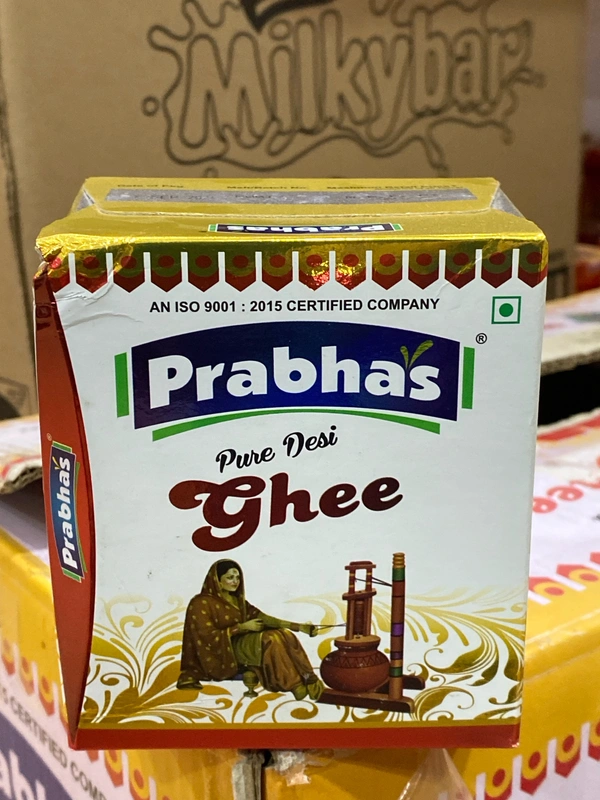 Milkybar
Prabhas
AN ISO 9001 : 2015 CERTIFIED COMPANY
Prabhas
®
Pure Desi
Ghee
Prabhas